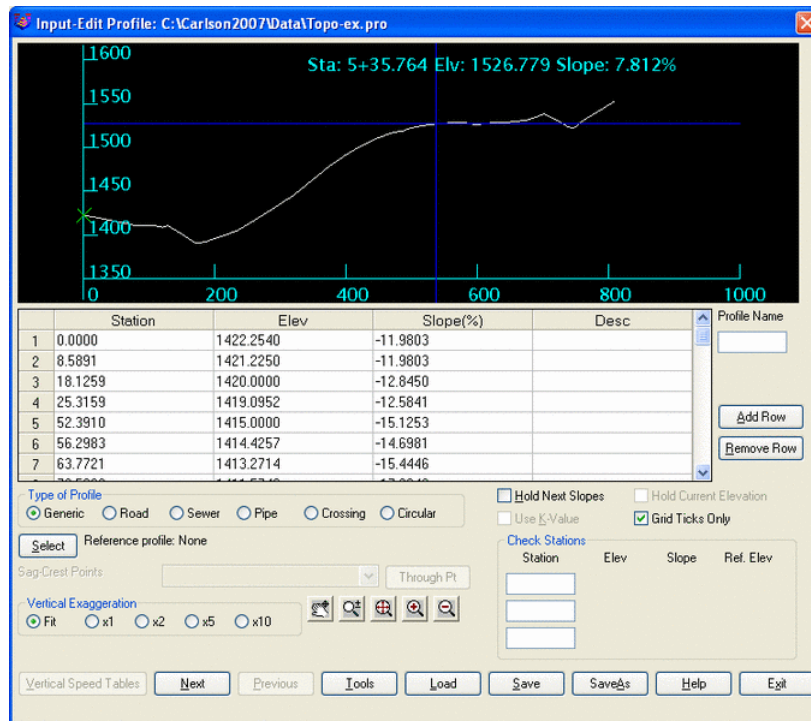 Input-Edit Profile: C:\Carlson2007\Data\Topo-ex.pro
1600
Sta: 5+35.764 Elv: 1526.779 Slope: 7.812%
1550
1500
1450
1400
1350
0 200 400 600 800 1000
Station Elev Slope(%) Desc
1 0.0000 1422.2540 -11.9803
2 8.5891 1421.2250 -11.9803
3 18.1259 1420.0000 -12.8450
4 25.3159 1419.0952 -12.5841
5 52.3910 1415.0000 -15.1253
6 56.2983 1414.4257 -14.6981
7 63.7721 1413.2714 -15.4446
Profile Name
Add Row
Remove Row
Type of Profile
Generic Road Sewer Pipe Crossing Circular
Hold Next Slopes Hold Current Elevation
Use K-Value Grid Ticks Only
Select Reference profile: None
Check Stations
Station Elev Slope Ref. Elev
Sag-Crest Points Through Pt
Vertical Exaggeration
Fit x1 x2 x5 x10
Vertical Speed Tables Next Previous Tools Load Save SaveAs Help Exit